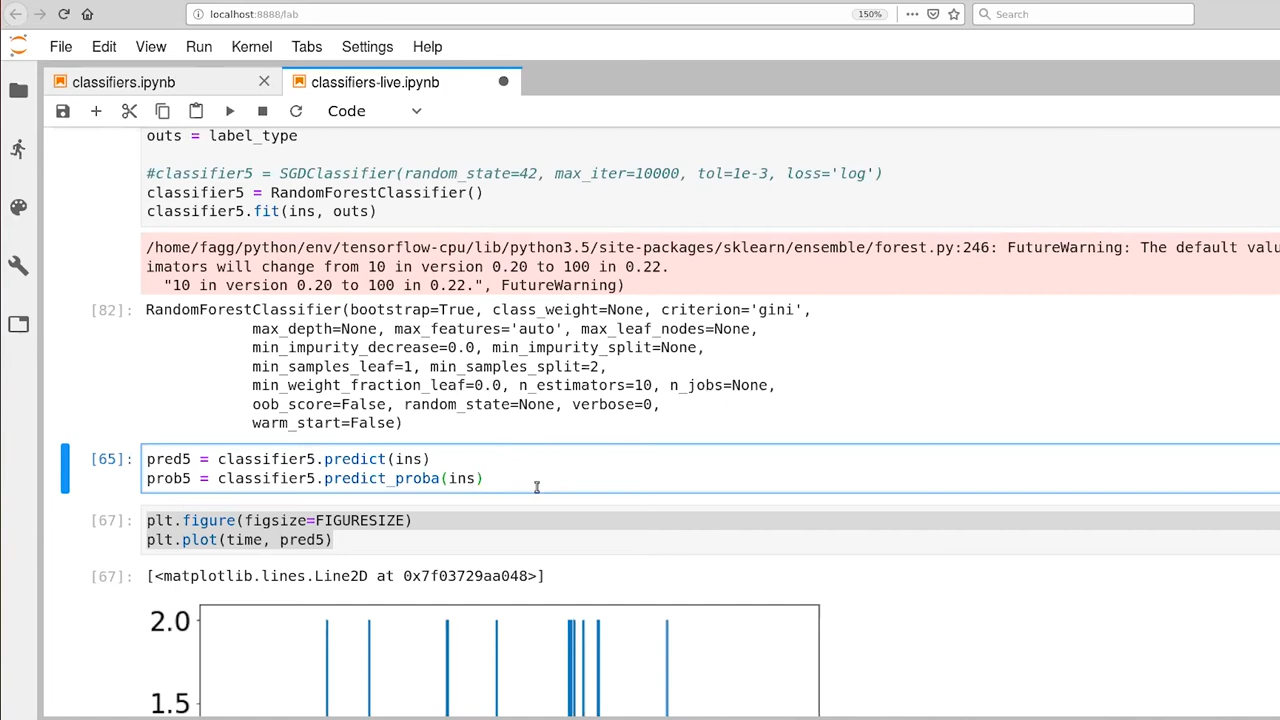 localhost:8888/lab
150%
Search
File Edit View Run Kernel Tabs Settings Help
classifiers.ipynb
classifiers-live.ipynb
Code
outs = label_type
#classifier5 = SGDClassifier(random_state=42, max_iter=10000, tol=1e-3, loss='log')
classifier5 = RandomForestClassifier()
classifier5.fit(ins, outs)
/home/fagg/python/env/tensorflow-cpu/lib/python3.5/site-packages/sklearn/ensemble/forest.py:246: FutureWarning: The default valu
imators will change from 10 in version 0.20 to 100 in 0.22.
"10 in version 0.20 to 100 in 0.22.", FutureWarning)
[82]: RandomForestClassifier(bootstrap=True, class_weight=None, criterion='gini',
max_depth=None, max_features='auto', max_leaf_nodes=None,
min_impurity_decrease=0.0, min_impurity_split=None,
min_samples_leaf=1, min_samples_split=2,
min_weight_fraction_leaf=0.0, n_estimators=10, n_jobs=None,
oob_score=False, random_state=None, verbose=0,
warm_start=False)
[65]: pred5 = classifier5.predict(ins)
prob5 = classifier5.predict_proba(ins)
[67]: plt.figure(figsize=FIGURESIZE)
plt.plot(time, pred5)
[67]: [<matplotlib.lines.Line2D at 0x7f03729aa048>]
2.0
1.5